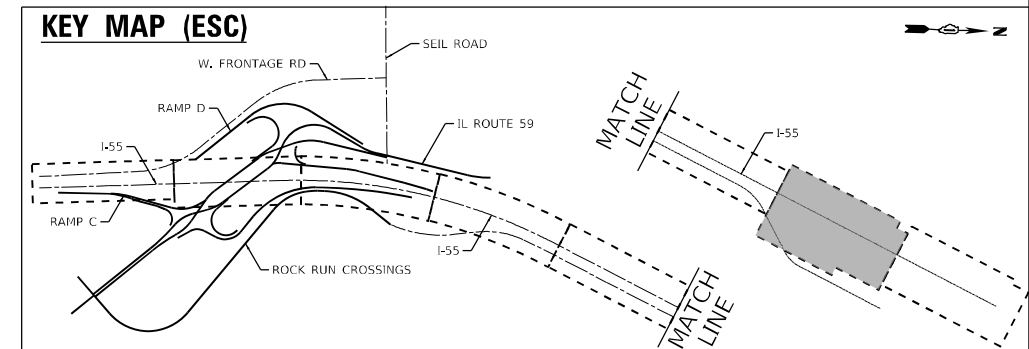 KEY MAP (ESC)
N
SEIL ROAD
W. FRONTAGE RD
RAMP D
IL ROUTE 59
I-55
MATCH
LINE
I-55
RAMP C
I-55
ROCK RUN CROSSINGS
MATCH
LINE